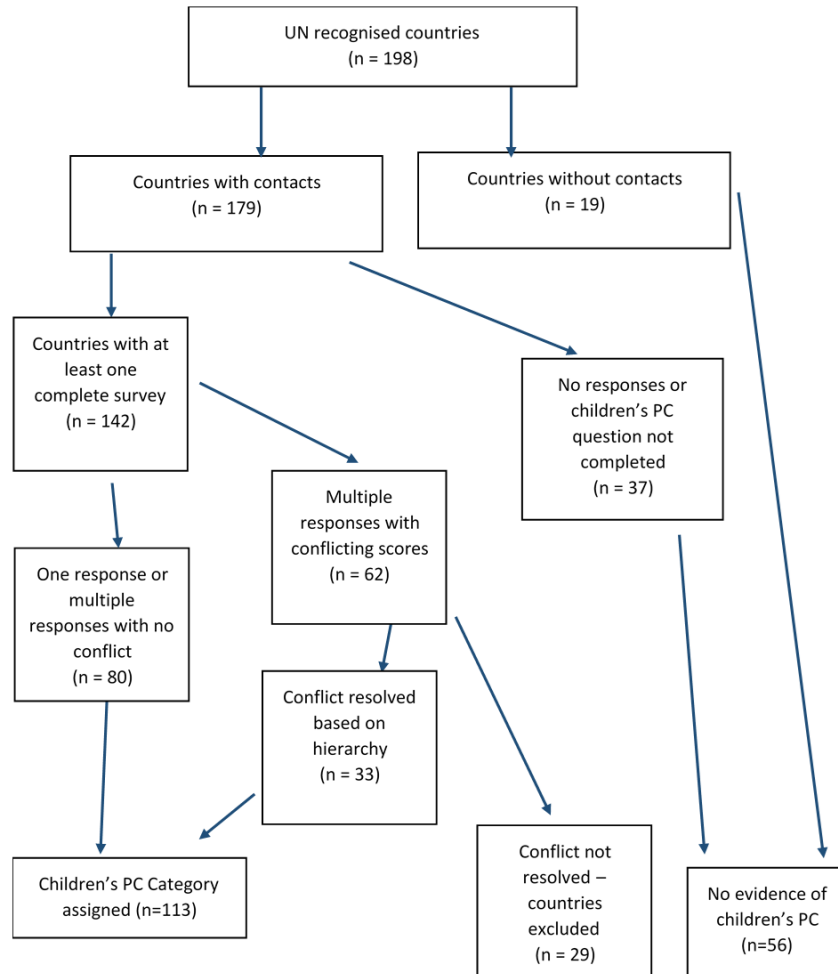 UN recognised countries
(n = 198)
Countries with contacts
(n = 179)
Countries without contacts
(n = 19)
Countries with at
least one
complete survey
(n = 142)
No responses or
children's PC
question not
completed
(n = 37)
Multiple
responses with
conflicting scores
(n = 62)
One response or
multiple
responses with no
conflict
(n = 80)
Conflict resolved
based on
hierarchy
(n = 33)
Children's PC Category
assigned (n=113)
Conflict not
resolved –
countries
excluded
(n = 29)
No evidence of
children's PC
(n=56)